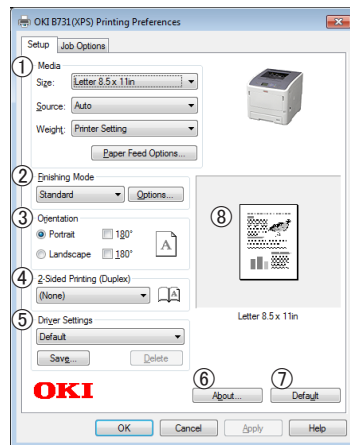 OKI B731(XPS) Printing Preferences
Setup Job Options
① Media
Size: Letter 8.5 x 11in
Source: Auto
Weight: Printer Setting
Paper Feed Options...
② Finishing Mode
Standard Options...
③ Orientation
Portrait 180°
Landscape 180°
A
④ 2-Sided Printing (Duplex)
(None) A
⑤ Driver Settings
Default
Save... Delete
⑧
Letter 8.5 x 11in
OKI
⑥ ⑦
About... Default
OK Cancel Apply Help